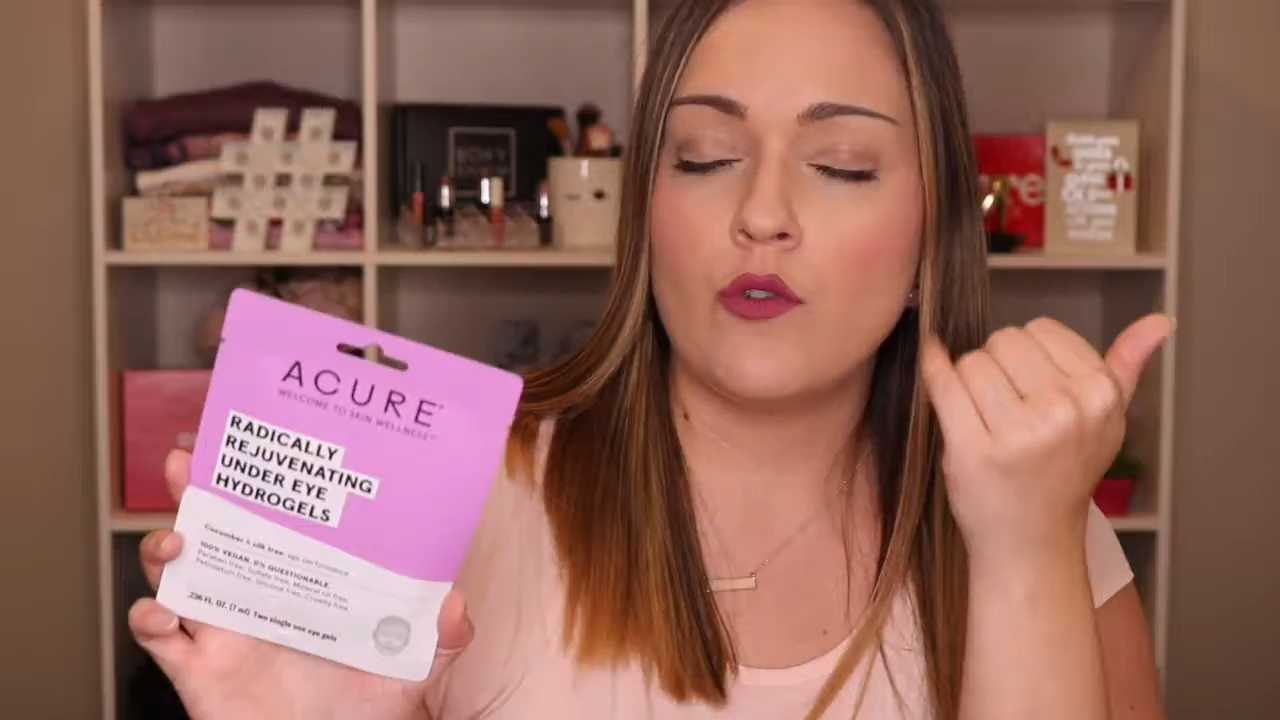 ACURE
WELCOME TO SKIN WELLNESS
RADICALLY
REJUVENATING
UNDER EYE
HYDROGELS
Cucumber & silk tree
100% VEGAN, 0% QUESTIONABLE
Paraben free, Sulfate free, Mineral oil free,
Petrolatum free, Silicone free, Cruelty free
.236 FL. OZ. (7 ml) Two single use eye gels
BOXY